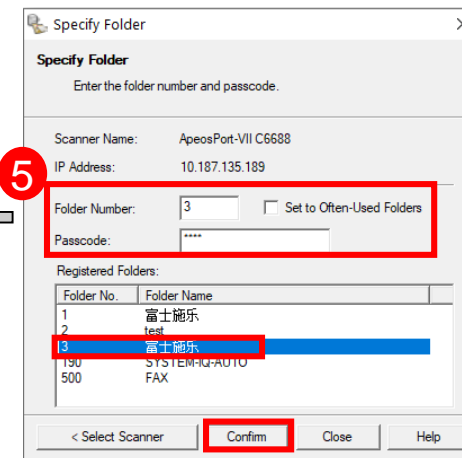 Specify Folder
Specify Folder
Enter the folder number and passcode.
Scanner Name: ApeosPort-VII C6688
IP Address: 10.187.135.189
5
Folder Number: 3 Set to Often-Used Folders
Passcode: ****
Registered Folders:
Folder No. Folder Name
1 富士施乐
2 test
3 富士施乐
190 SYSTEM-IQ-AUTO
500 FAX
< Select Scanner Confirm Close Help